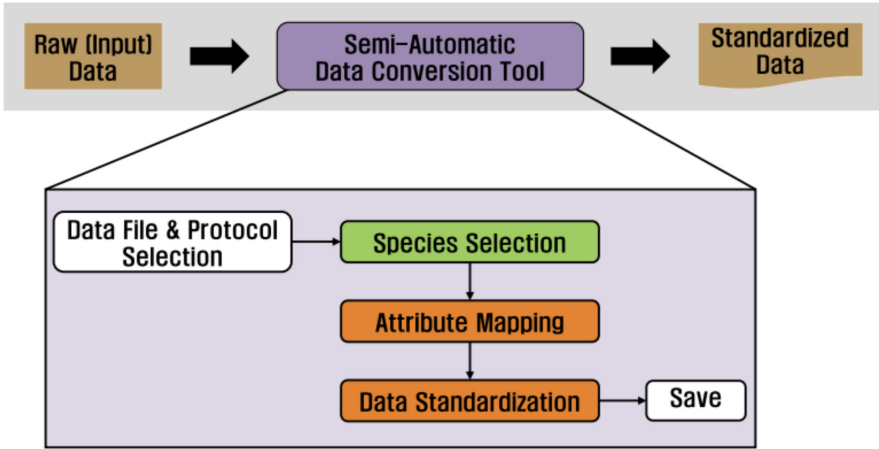 Raw (Input)
Data
Semi-Automatic
Data Conversion Tool
Standardized
Data
Data File & Protocol
Selection
Species Selection
Attribute Mapping
Data Standardization
Save